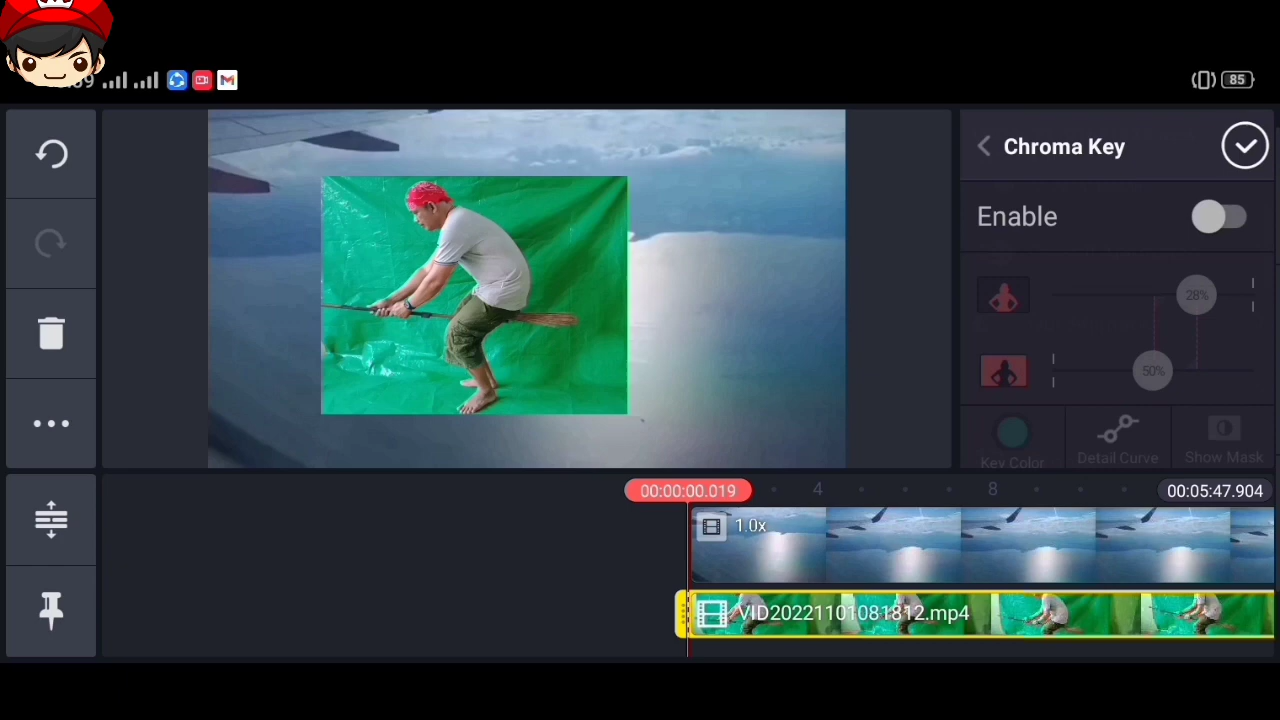 85
Chroma Key
Enable
28%
50%
Key Color
Detail Curve
Show Mask
00:00:00.019
4
8
00:05:47.904
1.0x
VID20221101081812.mp4